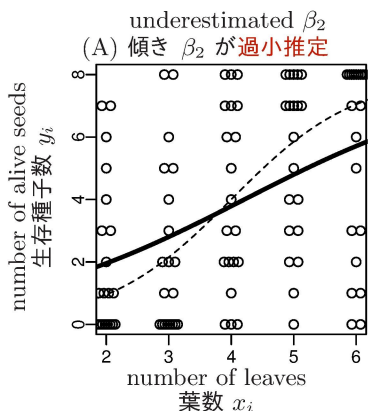 underestimated β₂
(A) 傾き β₂ が過小推定
number of alive seeds
生存種子数 yᵢ
8
6
4
2
0
2 3 4 5 6
number of leaves
葉数 xᵢ